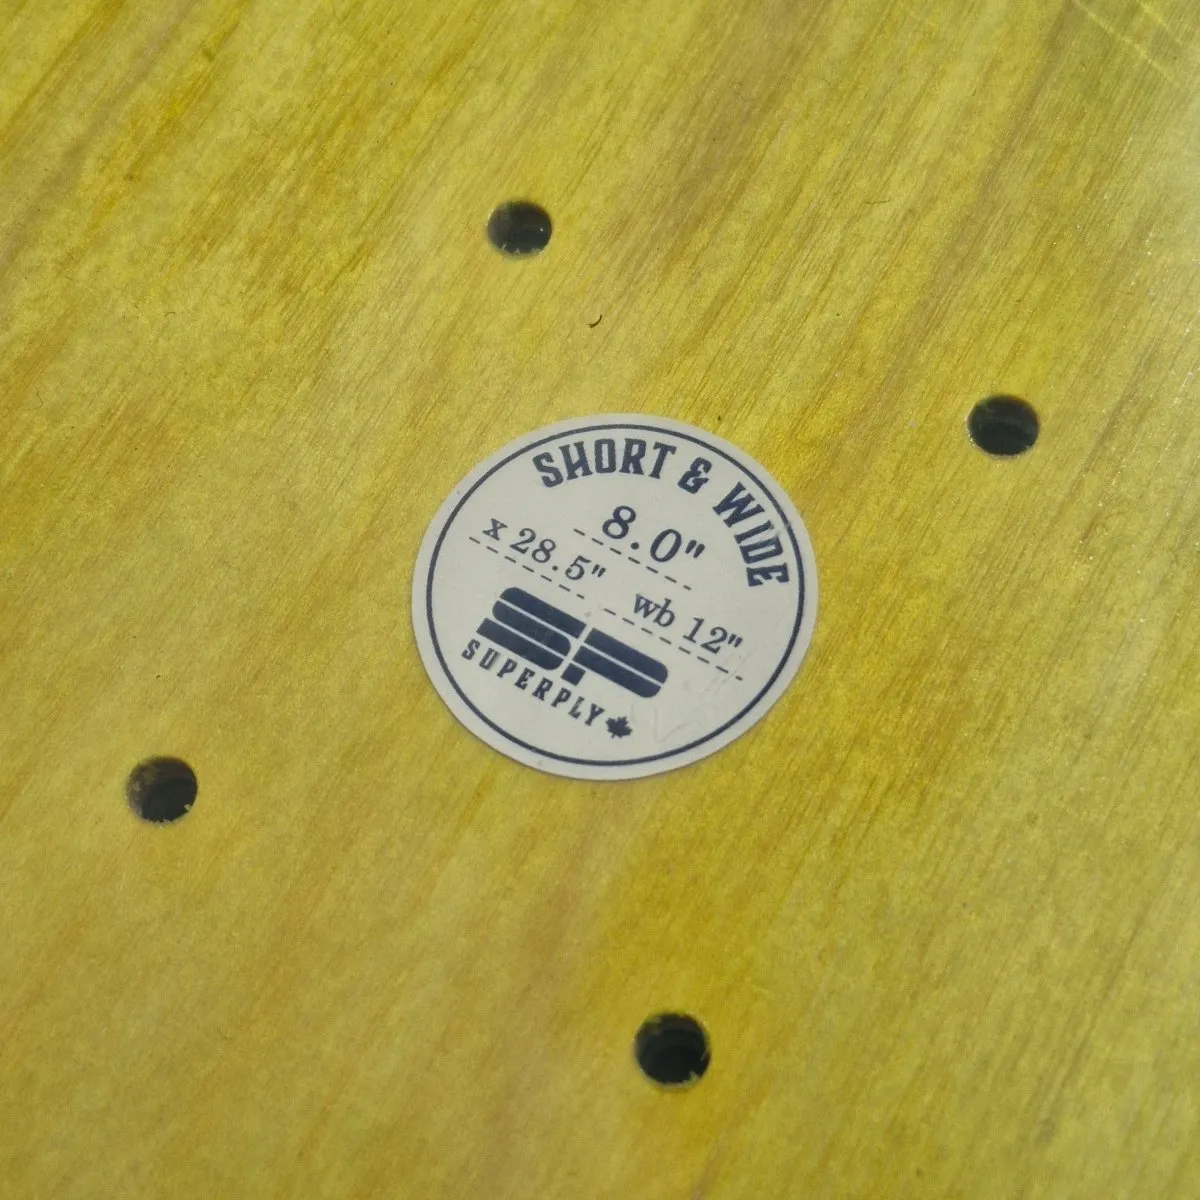 SHORT & WIDE
8.0"
x 28.5"
wb 12"
SP
SUPERPLY